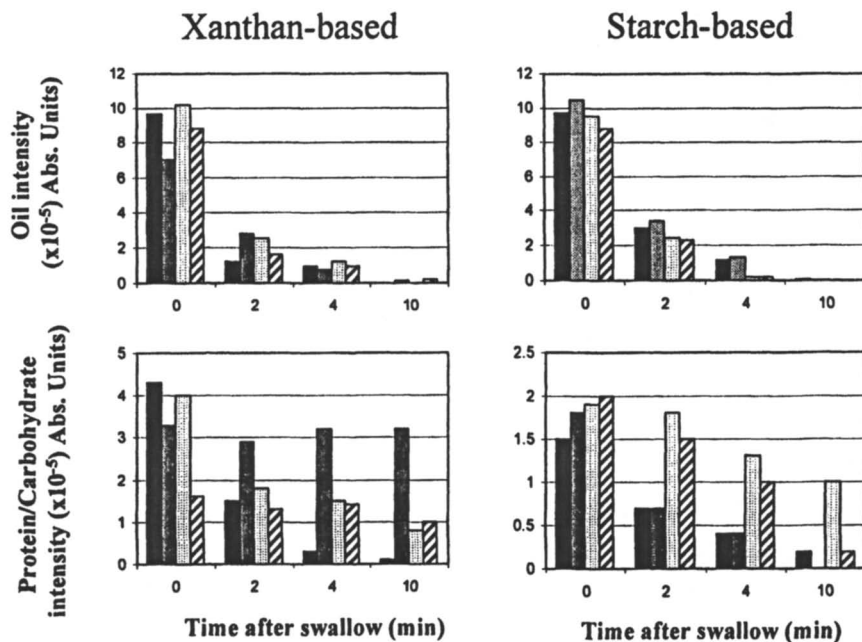 Xanthan-based
Starch-based
Oil intensity
(x10⁻⁵) Abs. Units)
12
10
8
6
4
2
0
0 2 4 10
12
10
8
6
4
2
0
0 2 4 10
Protein/Carbohydrate
intensity (x10⁻⁵) Abs. Units)
5
4
3
2
1
0
0 2 4 10
Time after swallow (min)
2.5
2
1.5
1
0.5
0
0 2 4 10
Time after swallow (min)